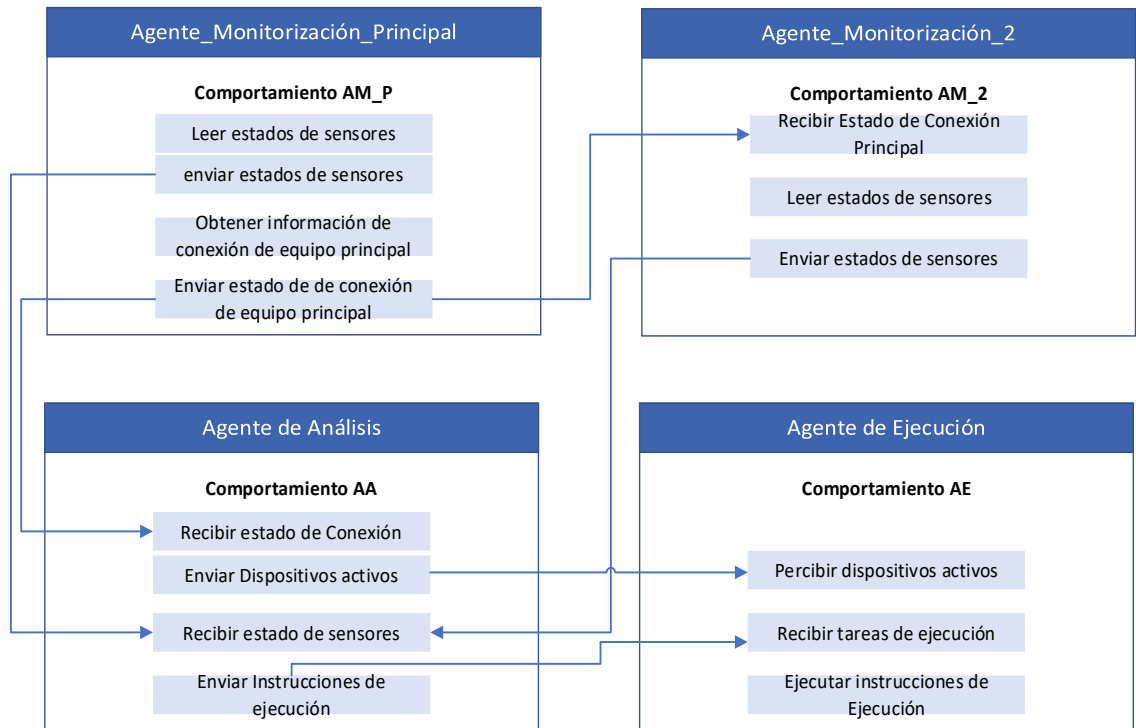 Agente_Monitorización_Principal
Comportamiento AM_P
Leer estados de sensores
enviar estados de sensores
Obtener información de
conexión de equipo principal
Enviar estado de de conexión
de equipo principal
Agente_Monitorización_2
Comportamiento AM_2
Recibir Estado de Conexión
Principal
Leer estados de sensores
Enviar estados de sensores
Agente de Análisis
Comportamiento AA
Recibir estado de Conexión
Enviar Dispositivos activos
Recibir estado de sensores
Enviar Instrucciones de
ejecución
Agente de Ejecución
Comportamiento AE
Percibir dispositivos activos
Recibir tareas de ejecución
Ejecutar instrucciones de
Ejecución